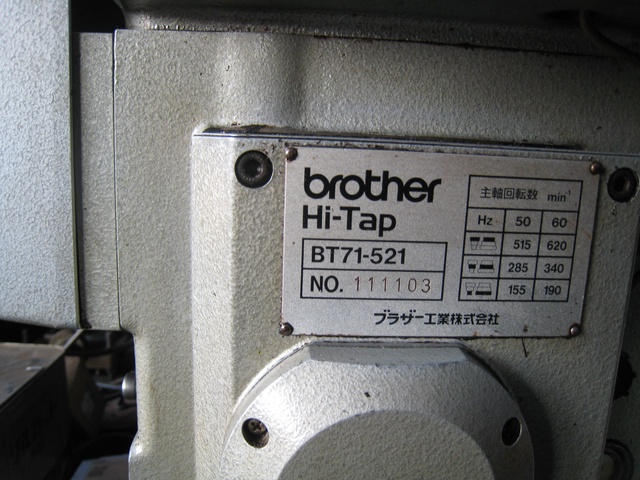 brother
Hi-Tap
BT71-521
NO. 111103
主軸回転数 min⁻¹
Hz 50 60
515 620
285 340
155 190
ブラザー工業株式会社